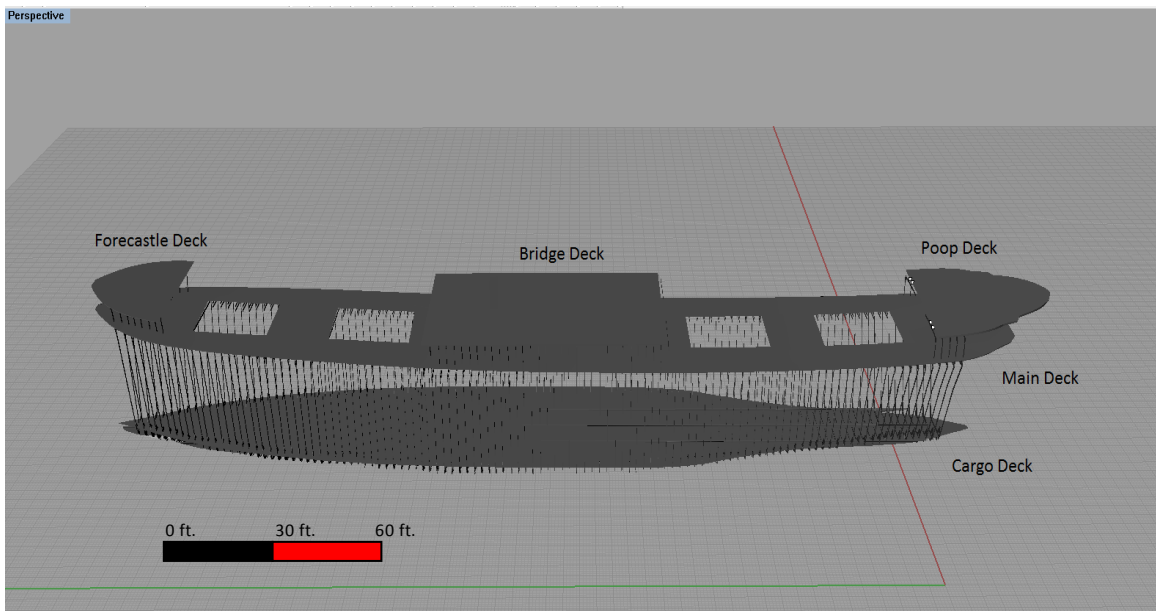 Perspective
Forecastle Deck
Bridge Deck
Poop Deck
Main Deck
Cargo Deck
0 ft.
30 ft.
60 ft.